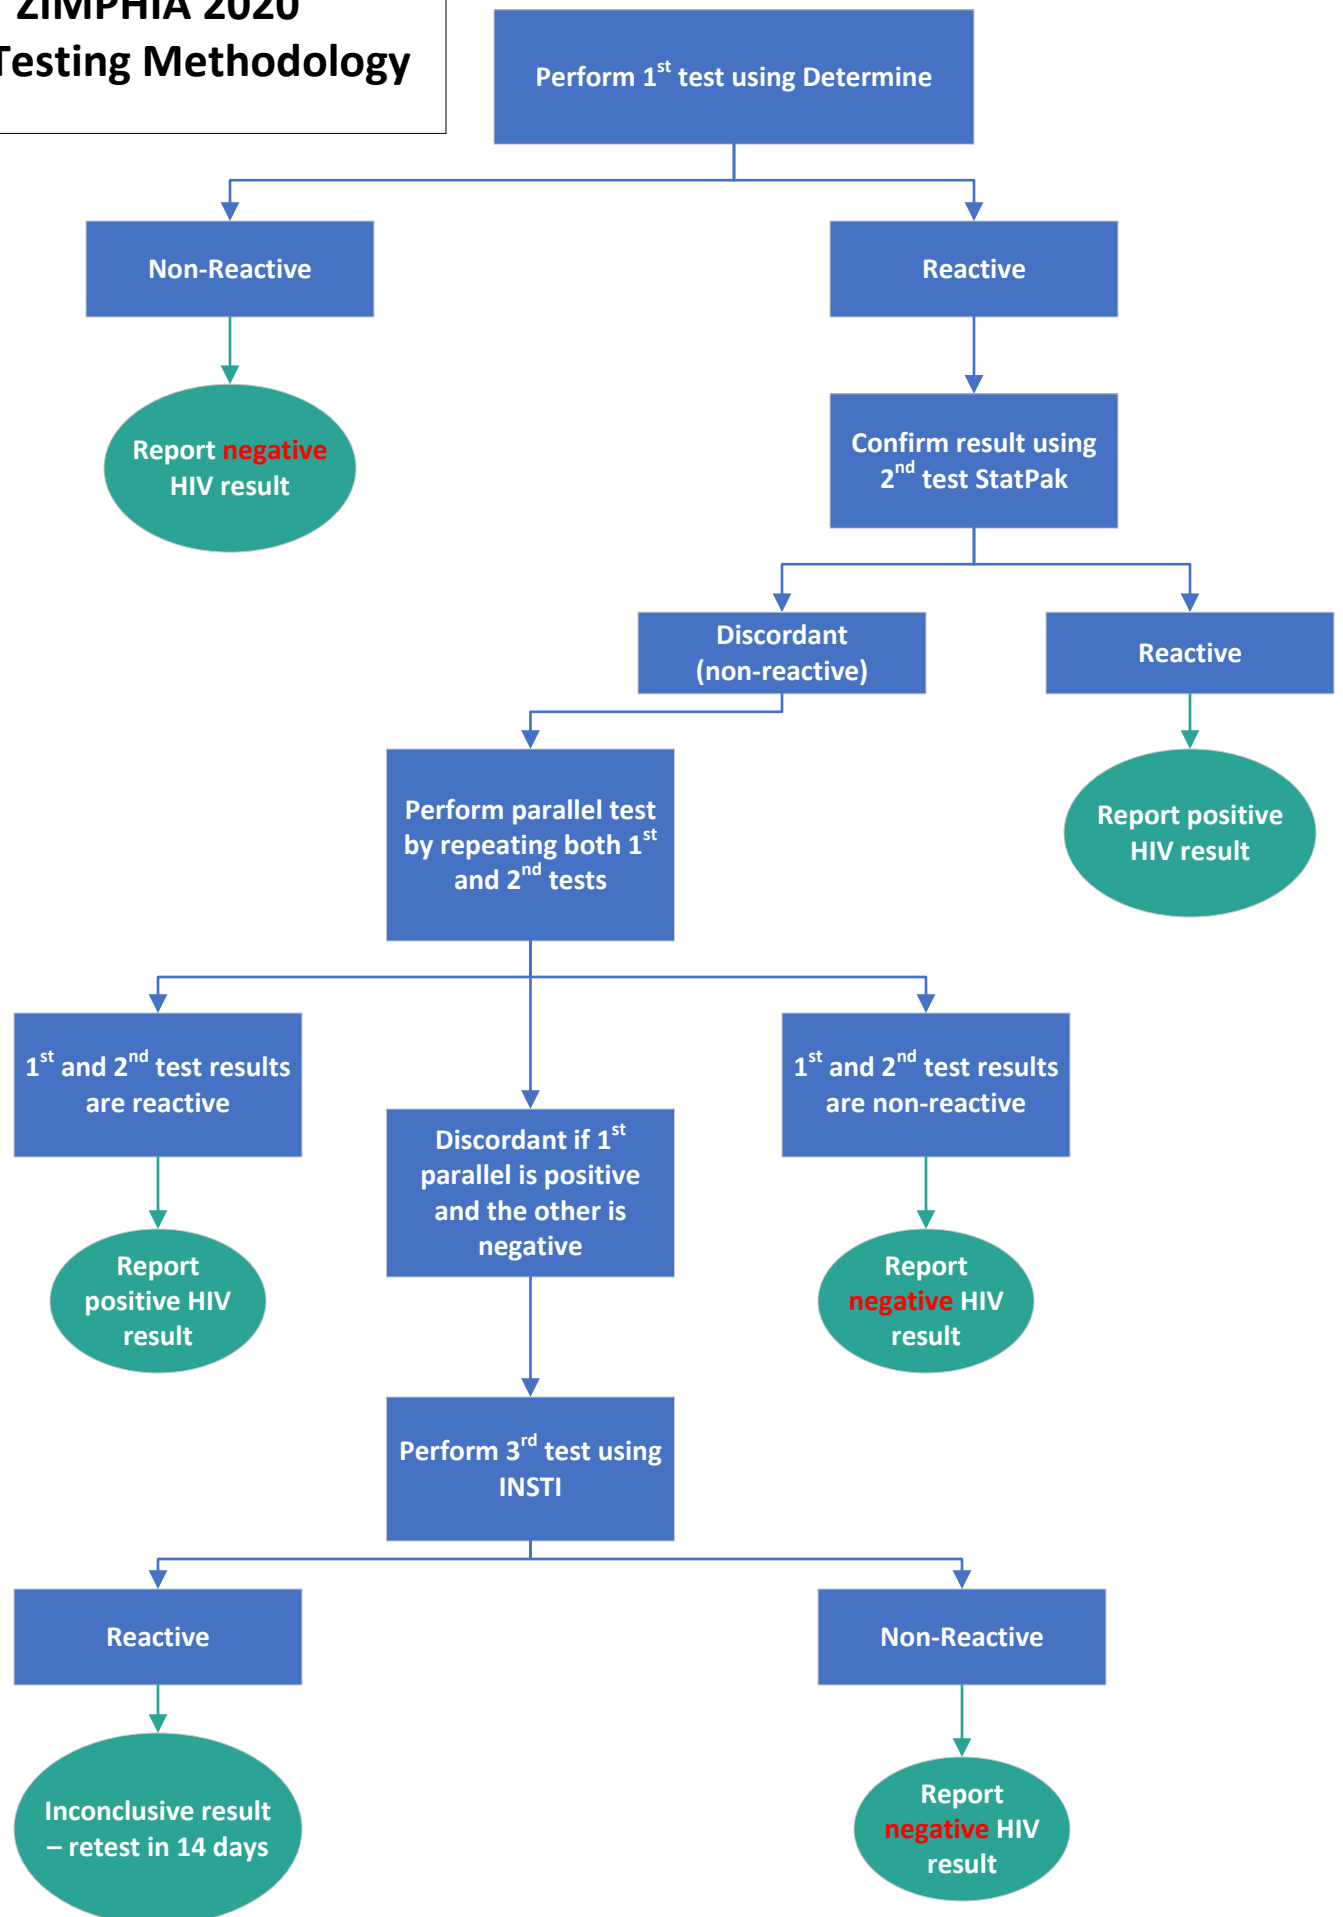 ZIMPHIA 2020
Testing Methodology
Perform 1st test using Determine
Non-Reactive
Reactive
Report negative
HIV result
Confirm result using
2nd test StatPak
Discordant
(non-reactive)
Reactive
Perform parallel test
by repeating both 1st
and 2nd tests
Report positive
HIV result
1st and 2nd test results
are reactive
1st and 2nd test results
are non-reactive
Discordant if 1st
parallel is positive
and the other is
negative
Report
positive HIV
result
Report
negative HIV
result
Perform 3rd test using
INSTI
Reactive
Non-Reactive
Inconclusive result
– retest in 14 days
Report
negative HIV
result